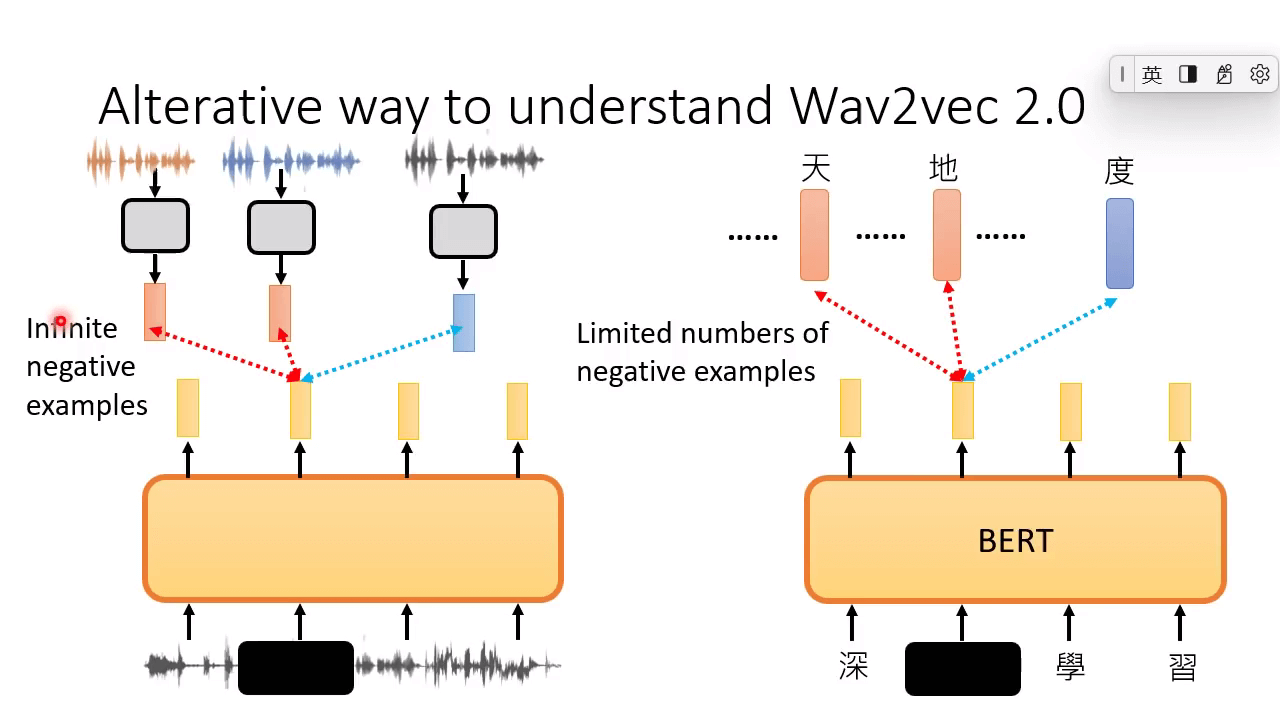 英
Alterative way to understand Wav2vec 2.0
天
地
度
……
……
……
Infinite
negative
examples
Limited numbers of
negative examples
BERT
深
學
習